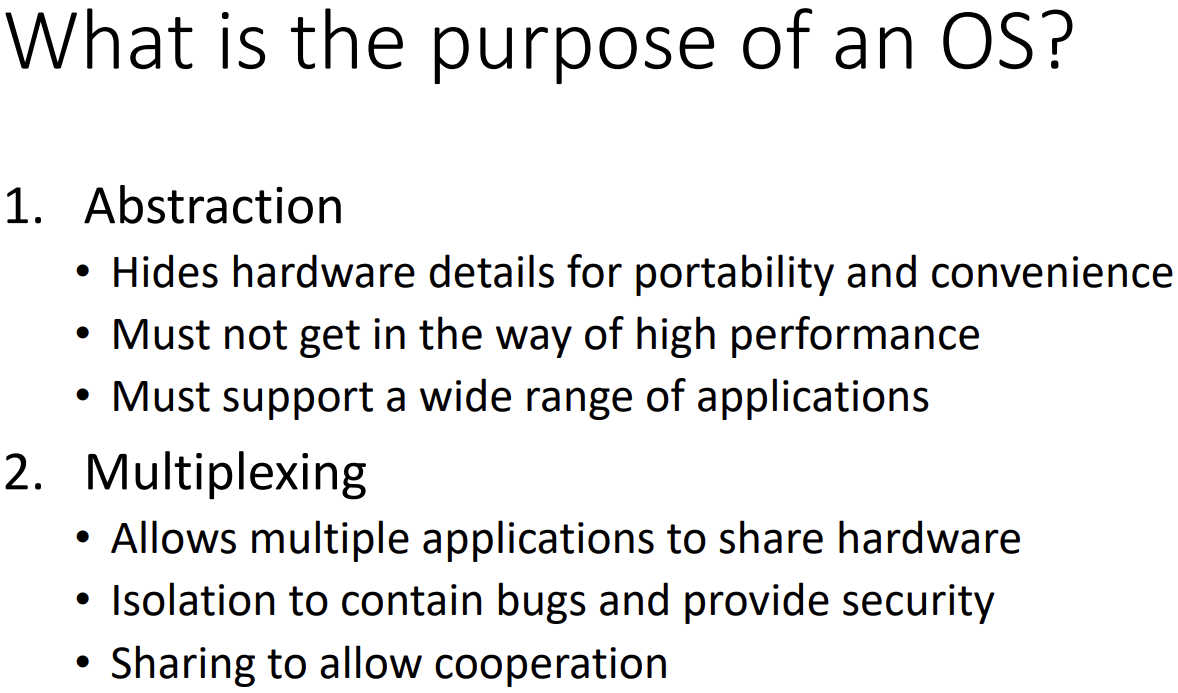 What is the purpose of an OS?
1. Abstraction
• Hides hardware details for portability and convenience
• Must not get in the way of high performance
• Must support a wide range of applications
2. Multiplexing
• Allows multiple applications to share hardware
• Isolation to contain bugs and provide security
• Sharing to allow cooperation